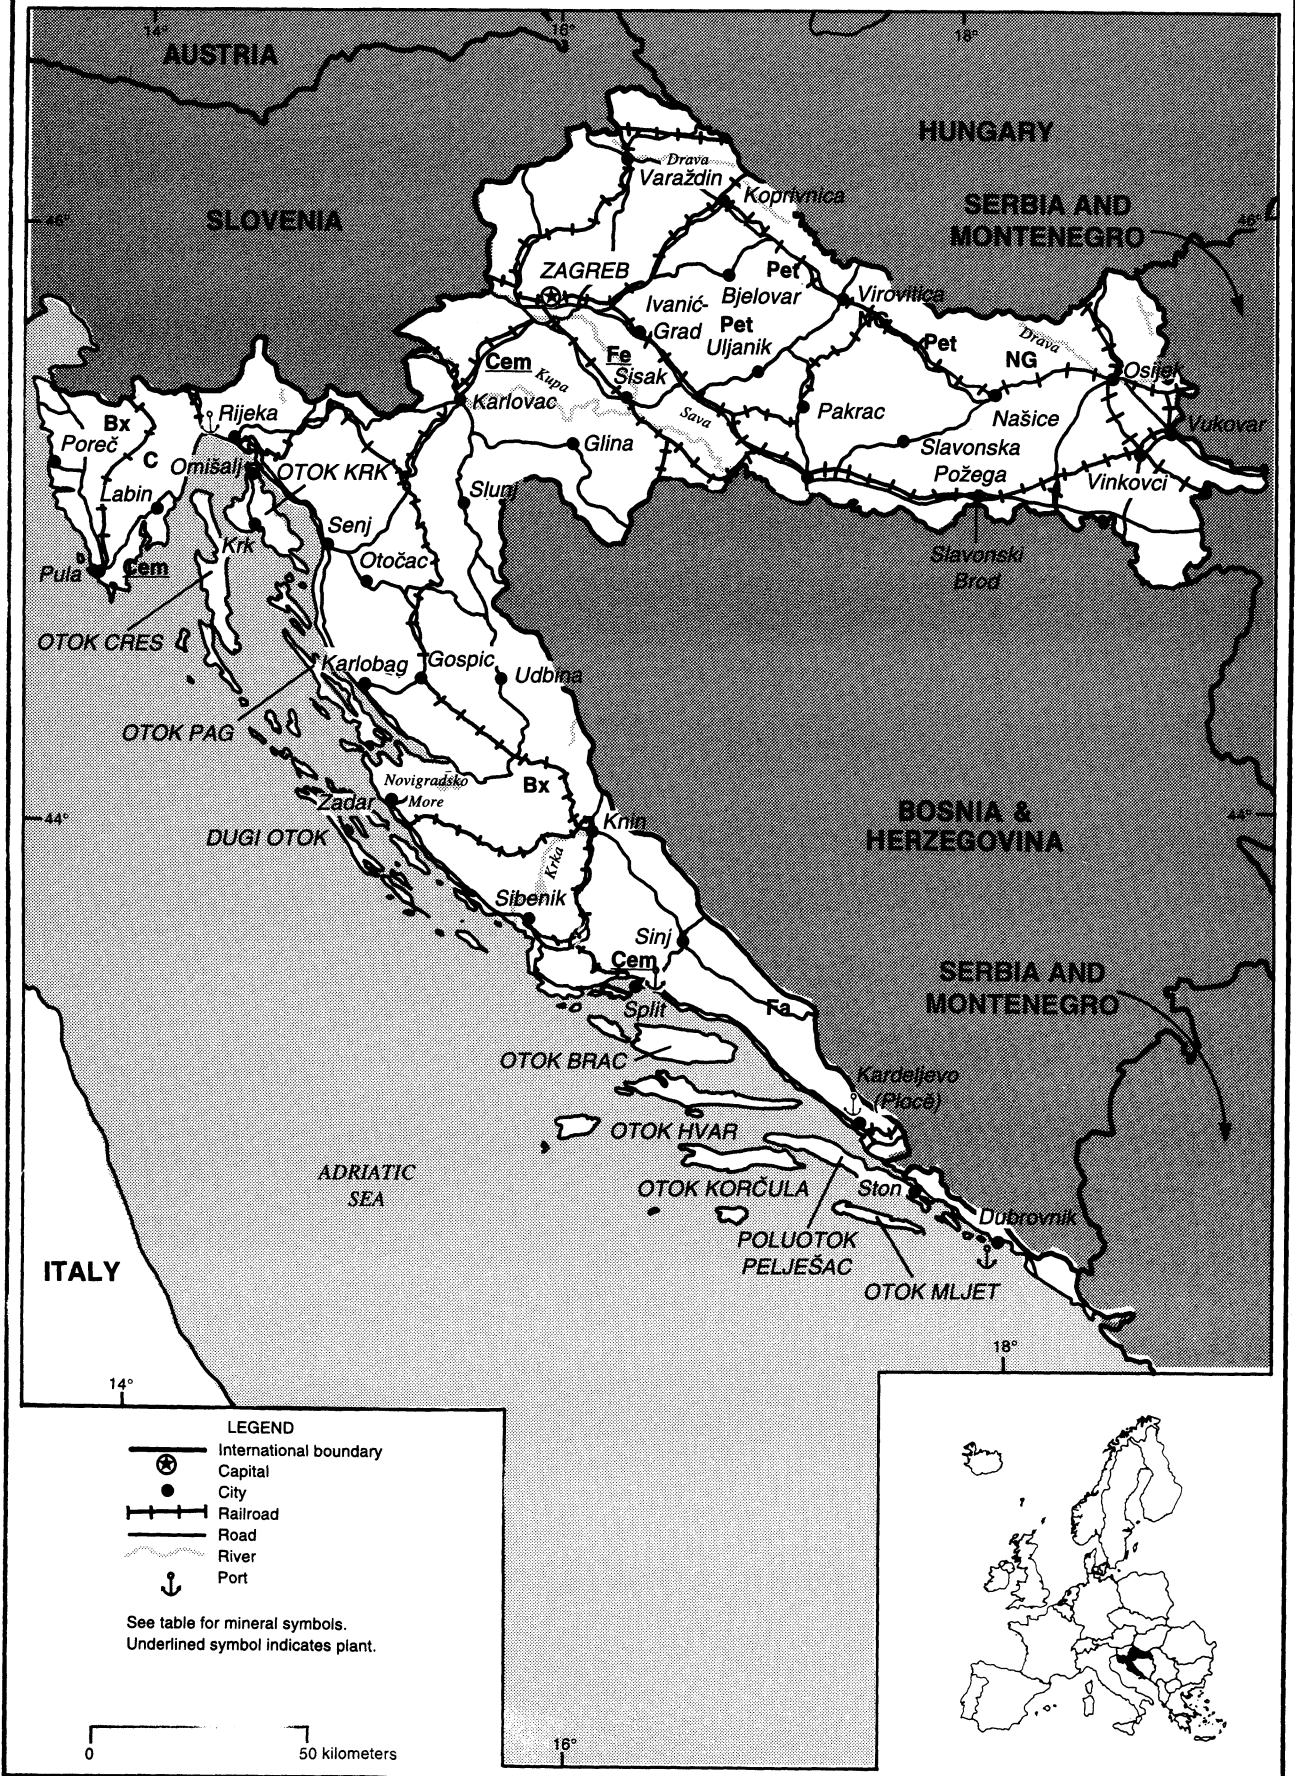 14°
16°
18°
AUSTRIA
HUNGARY
Drava
Varaždin
Koprivnica
SERBIA AND
MONTENEGRO
46°
46°
SLOVENIA
ZAGREB
Pet
Bjelovar
Virovitica
Ivanić-
Grad
Pet
Uljanik
NG
Pet
Drava
NG
Osijek
Cem
Kupa
Fe
Sisak
Karlovac
Sava
Pakrac
Našice
Vukovar
Rijeka
Bx
Poreč
C
Omišalj
OTOK KRK
Glina
Slavonska
Požega
Vinkovci
Labin
Slunj
Senj
Krk
Otočac
Pula
Cem
Slavonski
Brod
OTOK CRES
Karlobag
Gospic
Udbina
OTOK PAG
Novigradsko
More
Bx
Zadar
44°
44°
DUGI OTOK
Knin
BOSNIA &
HERZEGOVINA
Krka
Sibenik
Sinj
Cem
Split
Fa
SERBIA AND
MONTENEGRO
OTOK BRAC
Kardeljevo
(Plocě)
OTOK HVAR
ADRIATIC
SEA
OTOK KORČULA
Ston
Dubrovnik
POLUOTOK
PELJEŠAC
OTOK MLJET
ITALY
18°
14°
LEGEND
International boundary
Capital
City
Railroad
Road
River
Port
See table for mineral symbols.
Underlined symbol indicates plant.
0
50 kilometers
16°